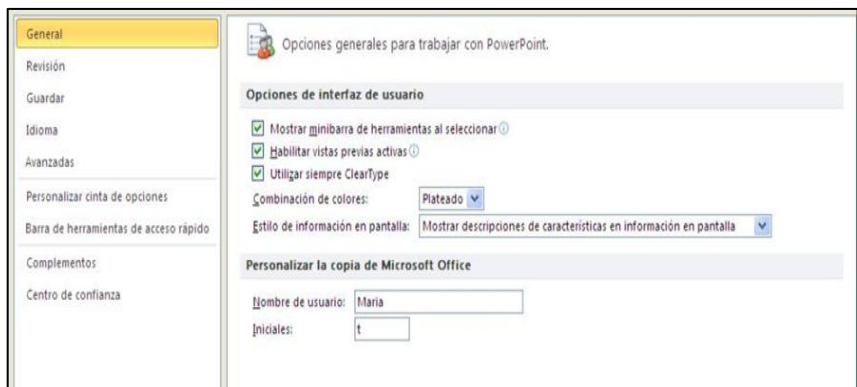 General
Revisión
Guardar
Idioma
Avanzadas
Personalizar cinta de opciones
Barra de herramientas de acceso rápido
Complementos
Centro de confianza
Opciones generales para trabajar con PowerPoint.
Opciones de interfaz de usuario
Mostrar minibarra de herramientas al seleccionar
Habilitar vistas previas activas
Utilizar siempre ClearType
Combinación de colores: Plateado
Estilo de información en pantalla: Mostrar descripciones de características en información en pantalla
Personalizar la copia de Microsoft Office
Nombre de usuario: Maria
Iniciales: t